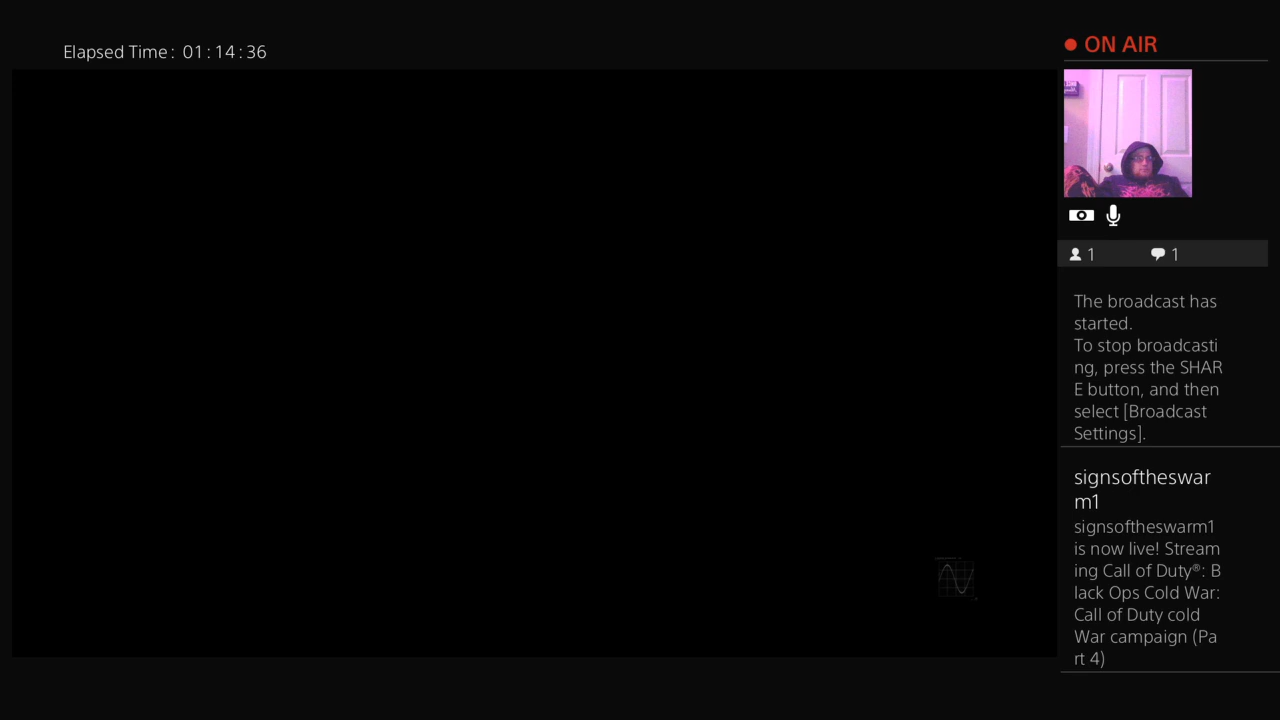 Elapsed Time: 01:14:36
ON AIR
1 1
The broadcast has
started.
To stop broadcasti
ng, press the SHAR
E button, and then
select [Broadcast
Settings].
signsoftheswar
m1
signsoftheswarm1
is now live! Stream
ing Call of Duty®: B
lack Ops Cold War:
Call of Duty cold
War campaign (Pa
rt 4)